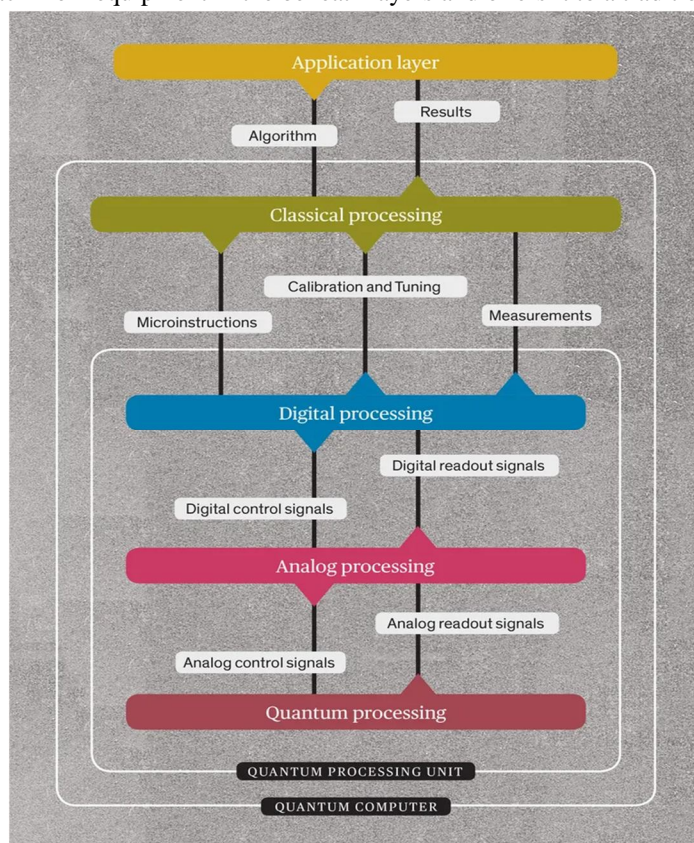 Application layer
Results
Algorithm
Classical processing
Calibration and Tuning
Measurements
Microinstructions
Digital processing
Digital readout signals
Digital control signals
Analog processing
Analog readout signals
Analog control signals
Quantum processing
QUANTUM PROCESSING UNIT
QUANTUM COMPUTER